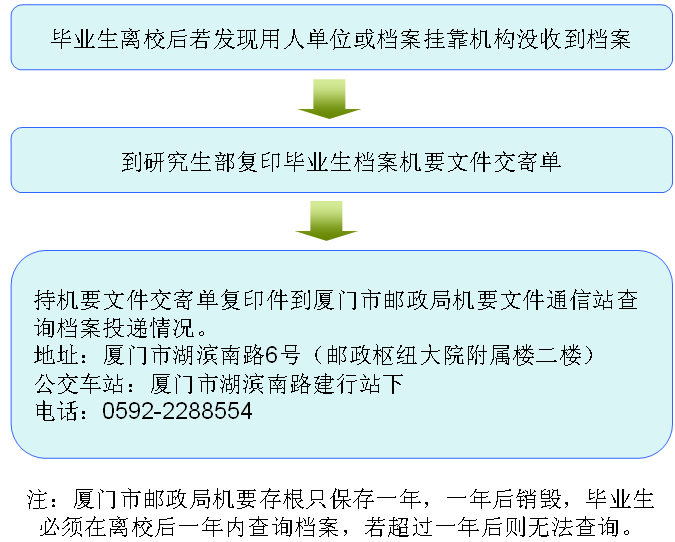 毕业生离校后若发现用人单位或档案挂靠机构没收到档案
到研究生部复印毕业生档案机要文件交寄单
持机要文件交寄单复印件到厦门市邮政局机要文件通信站查
询档案投递情况。
地址：厦门市湖滨南路6号（邮政枢纽大院附属楼二楼）
公交车站：厦门市湖滨南路建行站下
电话：0592-2288554
注：厦门市邮政局机要存根只保存一年，一年后销毁，毕业生
必须在离校后一年内查询档案，若超过一年后则无法查询。